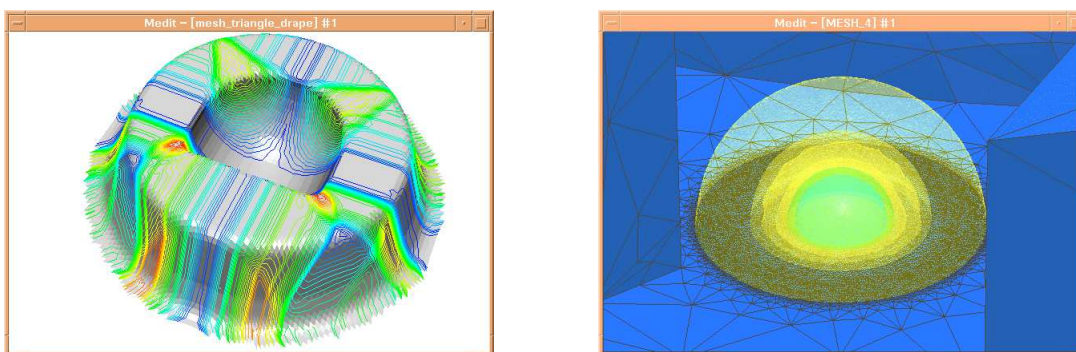 Medit – [mesh_triangle_drape] #1
Medit – [MESH_4] #1